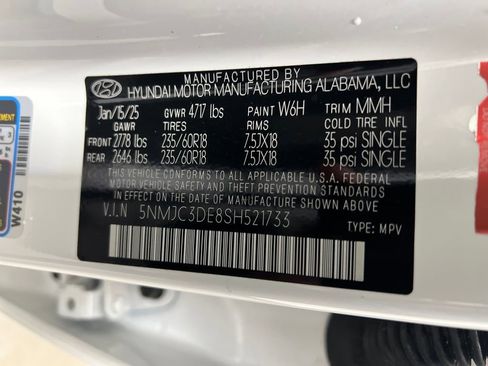 MANUFACTURED BY
HYUNDAI MOTOR MANUFACTURING ALABAMA, LLC
Jan/15/25 GVWR 4717 lbs PAINT W6H TRIM MMH
GAWR TIRES RIMS COLD TIRE INFL
FRONT 2778 lbs 235/60R18 7.5JX18 35 psi SINGLE
REAR 2646 lbs 235/60R18 7.5JX18 35 psi SINGLE
THIS VEHICLE CONFORMS TO ALL APPLICABLE U.S.A. FEDERAL
MOTOR VEHICLE SAFETY AND THEFT PREVENTION STANDARDS
IN EFFECT ON THE DATE OF MANUFACTURE SHOWN ABOVE.
V.I.N 5NMJC3DE8SH521733 TYPE: MPV
W410